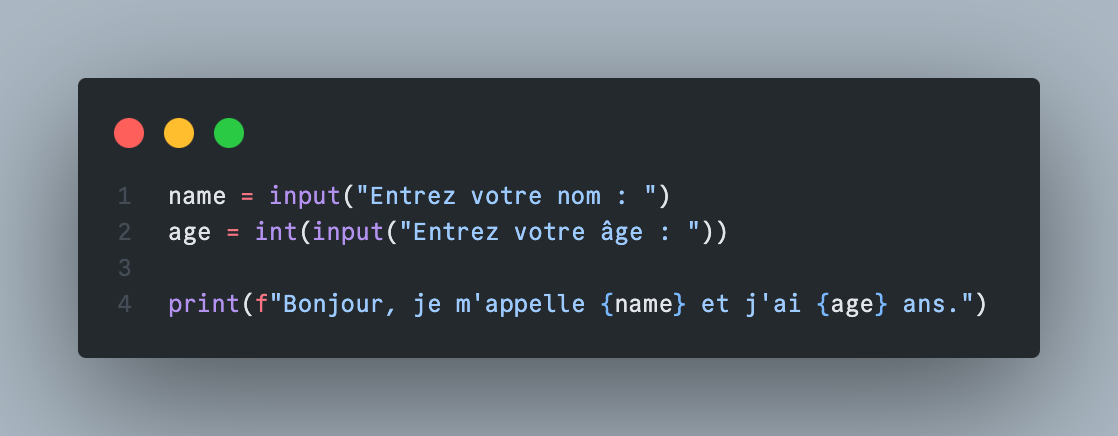 1 name = input("Entrez votre nom : ")
2 age = int(input("Entrez votre âge : "))
3
4 print(f"Bonjour, je m'appelle {name} et j'ai {age} ans.")